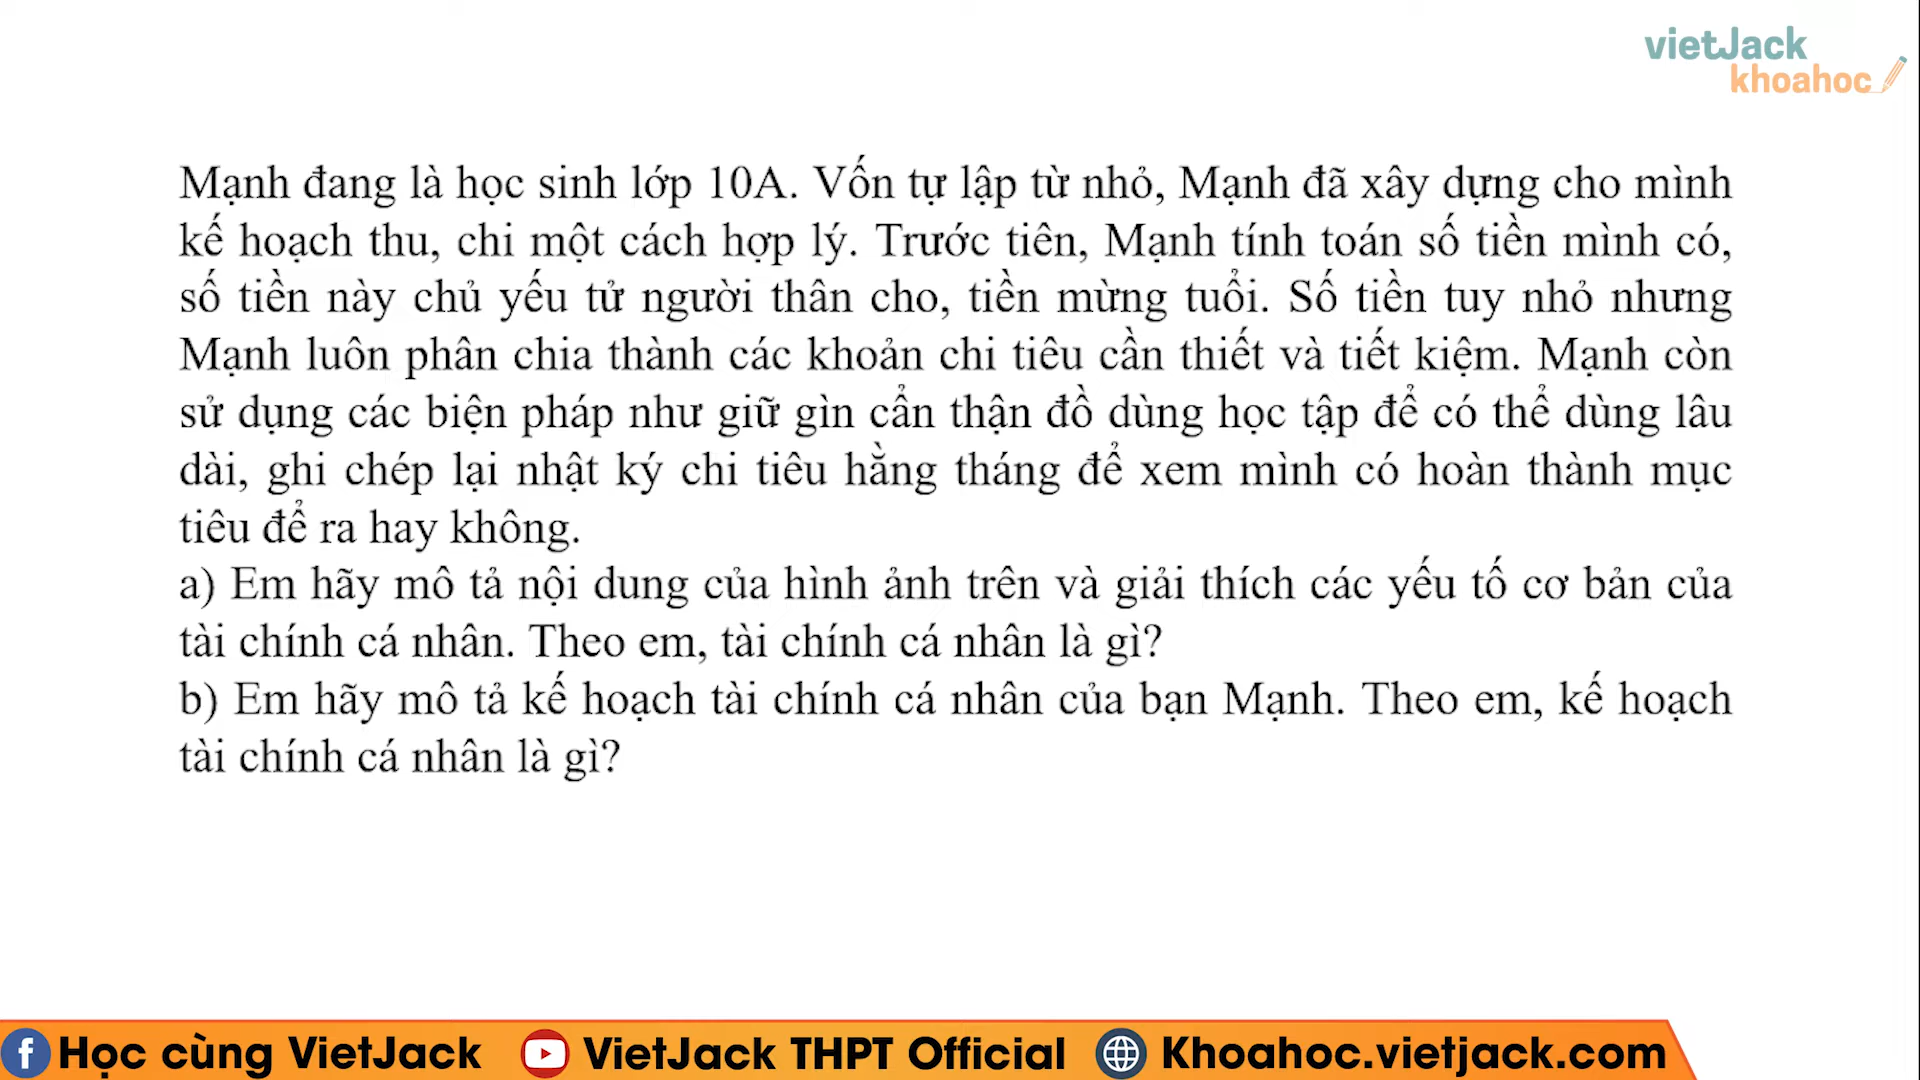 vietJack
khoahoc
Mạnh đang là học sinh lớp 10A. Vốn tự lập từ nhỏ, Mạnh đã xây dựng cho mình
kế hoạch thu, chi một cách hợp lý. Trước tiên, Mạnh tính toán số tiền mình có,
số tiền này chủ yếu tử người thân cho, tiền mừng tuổi. Số tiền tuy nhỏ nhưng
Mạnh luôn phân chia thành các khoản chi tiêu cần thiết và tiết kiệm. Mạnh còn
sử dụng các biện pháp như giữ gìn cẩn thận đồ dùng học tập để có thể dùng lâu
dài, ghi chép lại nhật ký chi tiêu hằng tháng để xem mình có hoàn thành mục
tiêu để ra hay không.
a) Em hãy mô tả nội dung của hình ảnh trên và giải thích các yếu tố cơ bản của
tài chính cá nhân. Theo em, tài chính cá nhân là gì?
b) Em hãy mô tả kế hoạch tài chính cá nhân của bạn Mạnh. Theo em, kế hoạch
tài chính cá nhân là gì?
Học cùng VietJack VietJack THPT Official Khoahoc.vietjack.com